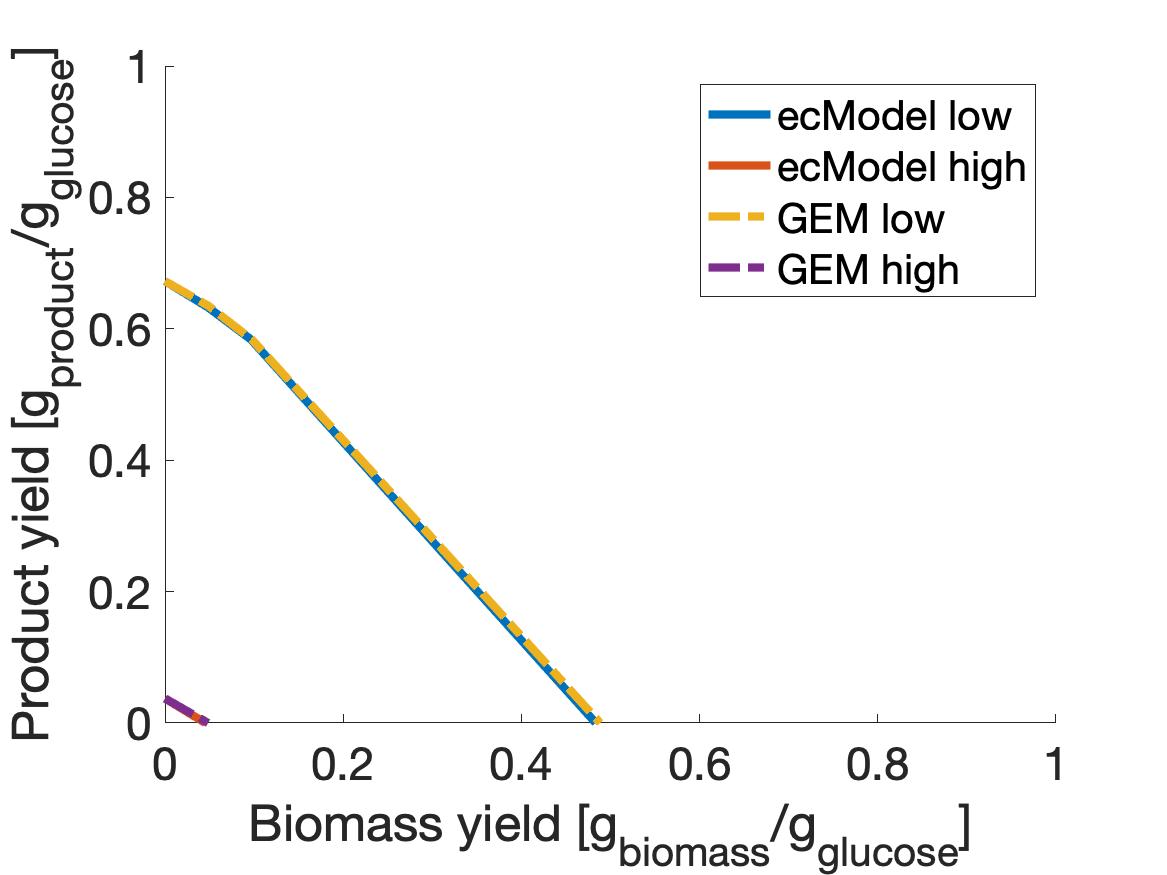 Product yield [g_product/g_glucose]
1
0.8
0.6
0.4
0.2
0
0 0.2 0.4 0.6 0.8 1
Biomass yield [g_biomass/g_glucose]
ecModel low
ecModel high
GEM low
GEM high